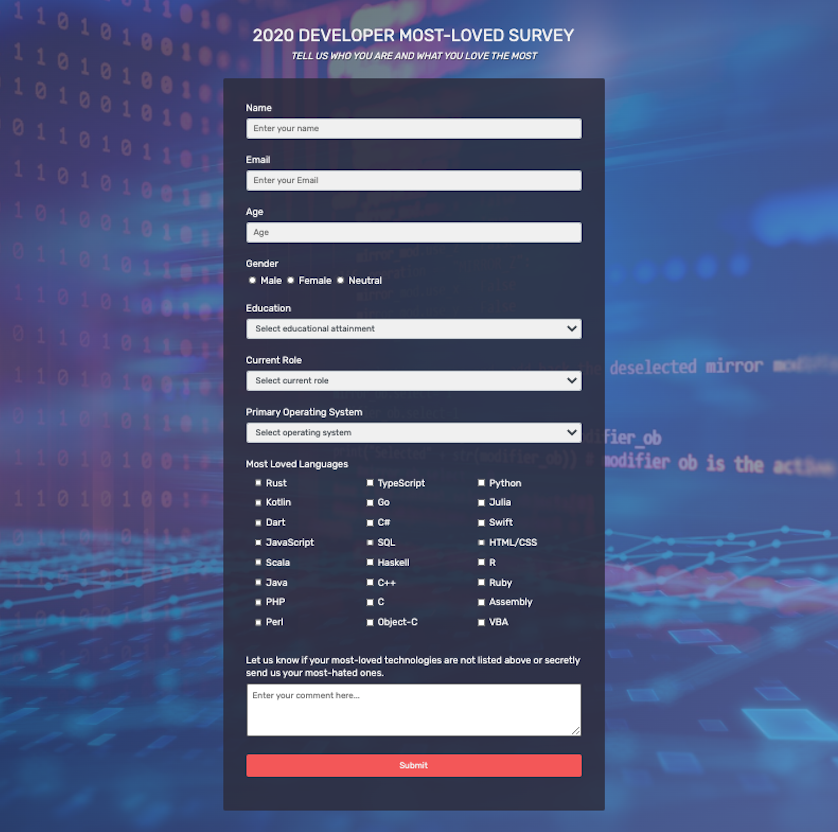 2020 DEVELOPER MOST-LOVED SURVEY
TELL US WHO YOU ARE AND WHAT YOU LOVE THE MOST
Name
Enter your name
Email
Enter your Email
Age
Age
Gender
Male Female Neutral
Education
Select educational attainment
Current Role
deselected mirror
Select current role
Primary Operating System
Select operating system
ifier_ob
modifier ob is the active
Most Loved Languages
Rust TypeScript Python
Kotlin Go Julia
Dart C# Swift
JavaScript SQL HTML/CSS
Scala Haskell R
Java C++ Ruby
PHP C Assembly
Perl Object-C VBA
Let us know if your most-loved technologies are not listed above or secretly
send us your most-hated ones.
Enter your comment here...
Submit